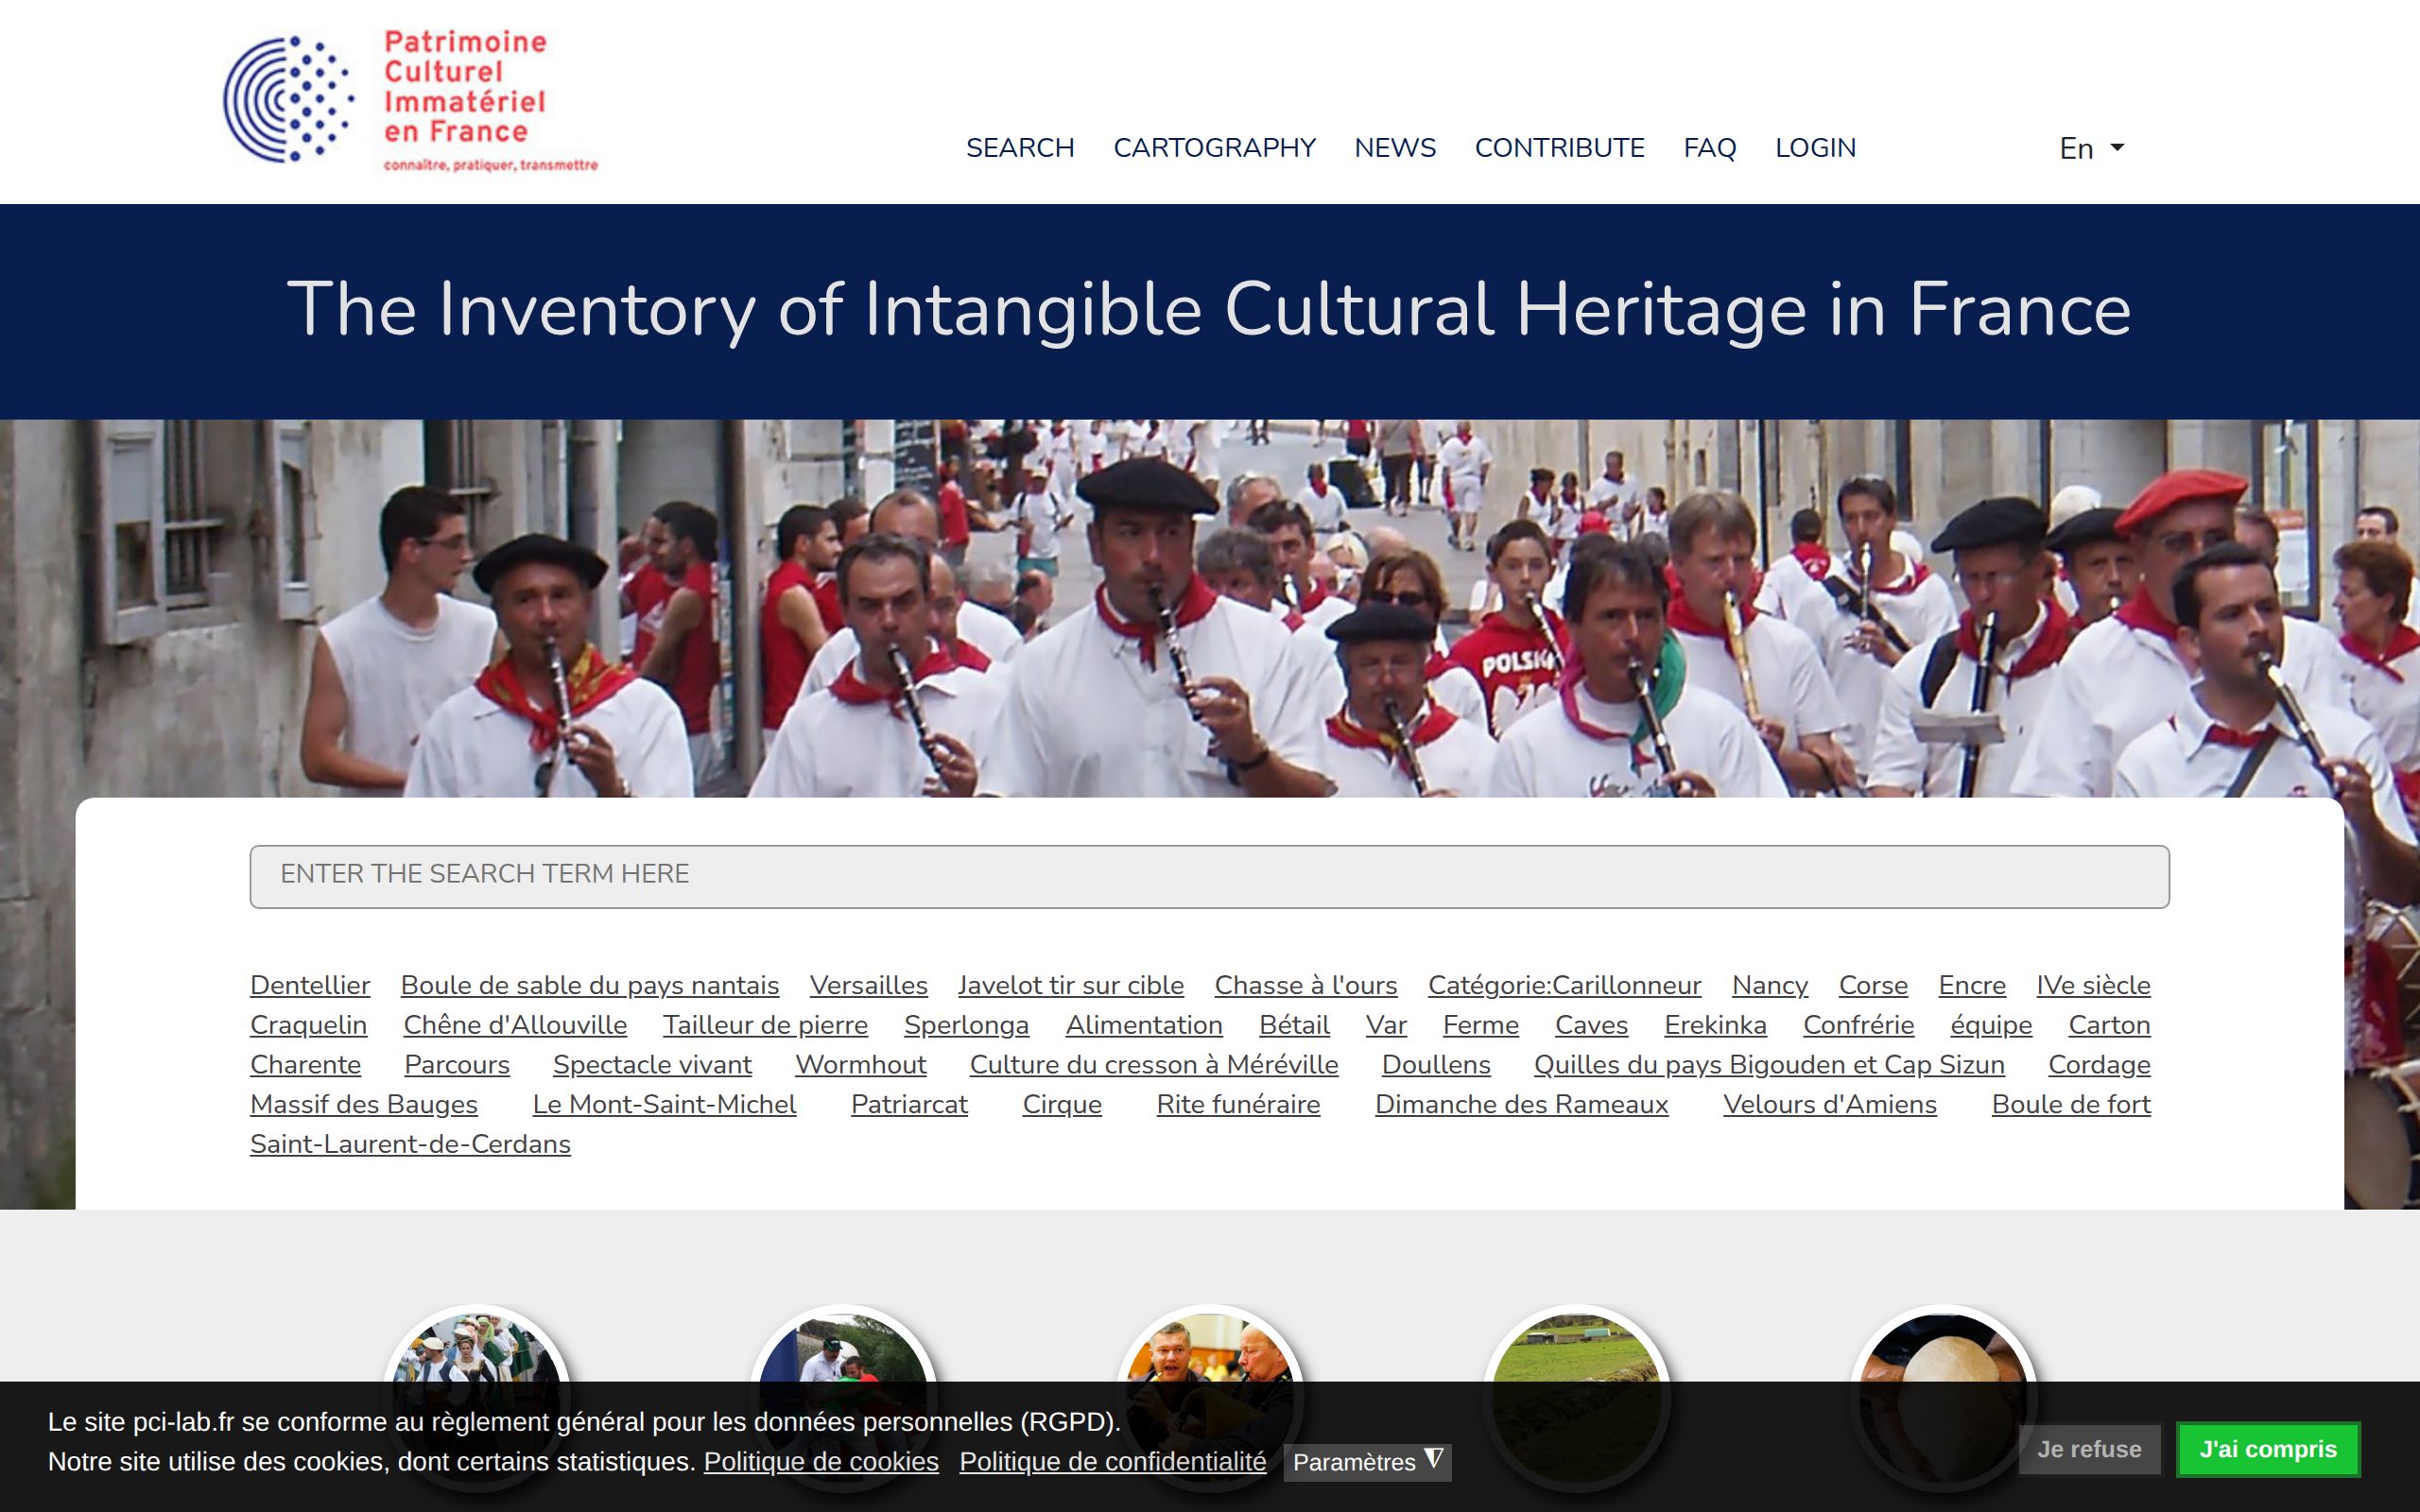 Patrimoine
Culturel
Immatériel
en France
connaître, pratiquer, transmettre
SEARCH CARTOGRAPHY NEWS CONTRIBUTE FAQ LOGIN En
The Inventory of Intangible Cultural Heritage in France
POLSKA
ENTER THE SEARCH TERM HERE
Dentellier Boule de sable du pays nantais Versailles Javelot tir sur cible Chasse à l'ours Catégorie:Carillonneur Nancy Corse Encre IVe siècle
Craquelin Chêne d'Allouville Tailleur de pierre Sperlonga Alimentation Bétail Var Ferme Caves Erekinka Confrérie équipe Carton
Charente Parcours Spectacle vivant Wormhout Culture du cresson à Méréville Doullens Quilles du pays Bigouden et Cap Sizun Cordage
Massif des Bauges Le Mont-Saint-Michel Patriarcat Cirque Rite funéraire Dimanche des Rameaux Velours d'Amiens Boule de fort
Saint-Laurent-de-Cerdans
Le site pci-lab.fr se conforme au règlement général pour les données personnelles (RGPD).
Notre site utilise des cookies, dont certains statistiques. Politique de cookies Politique de confidentialité Paramètres
Je refuse J'ai compris